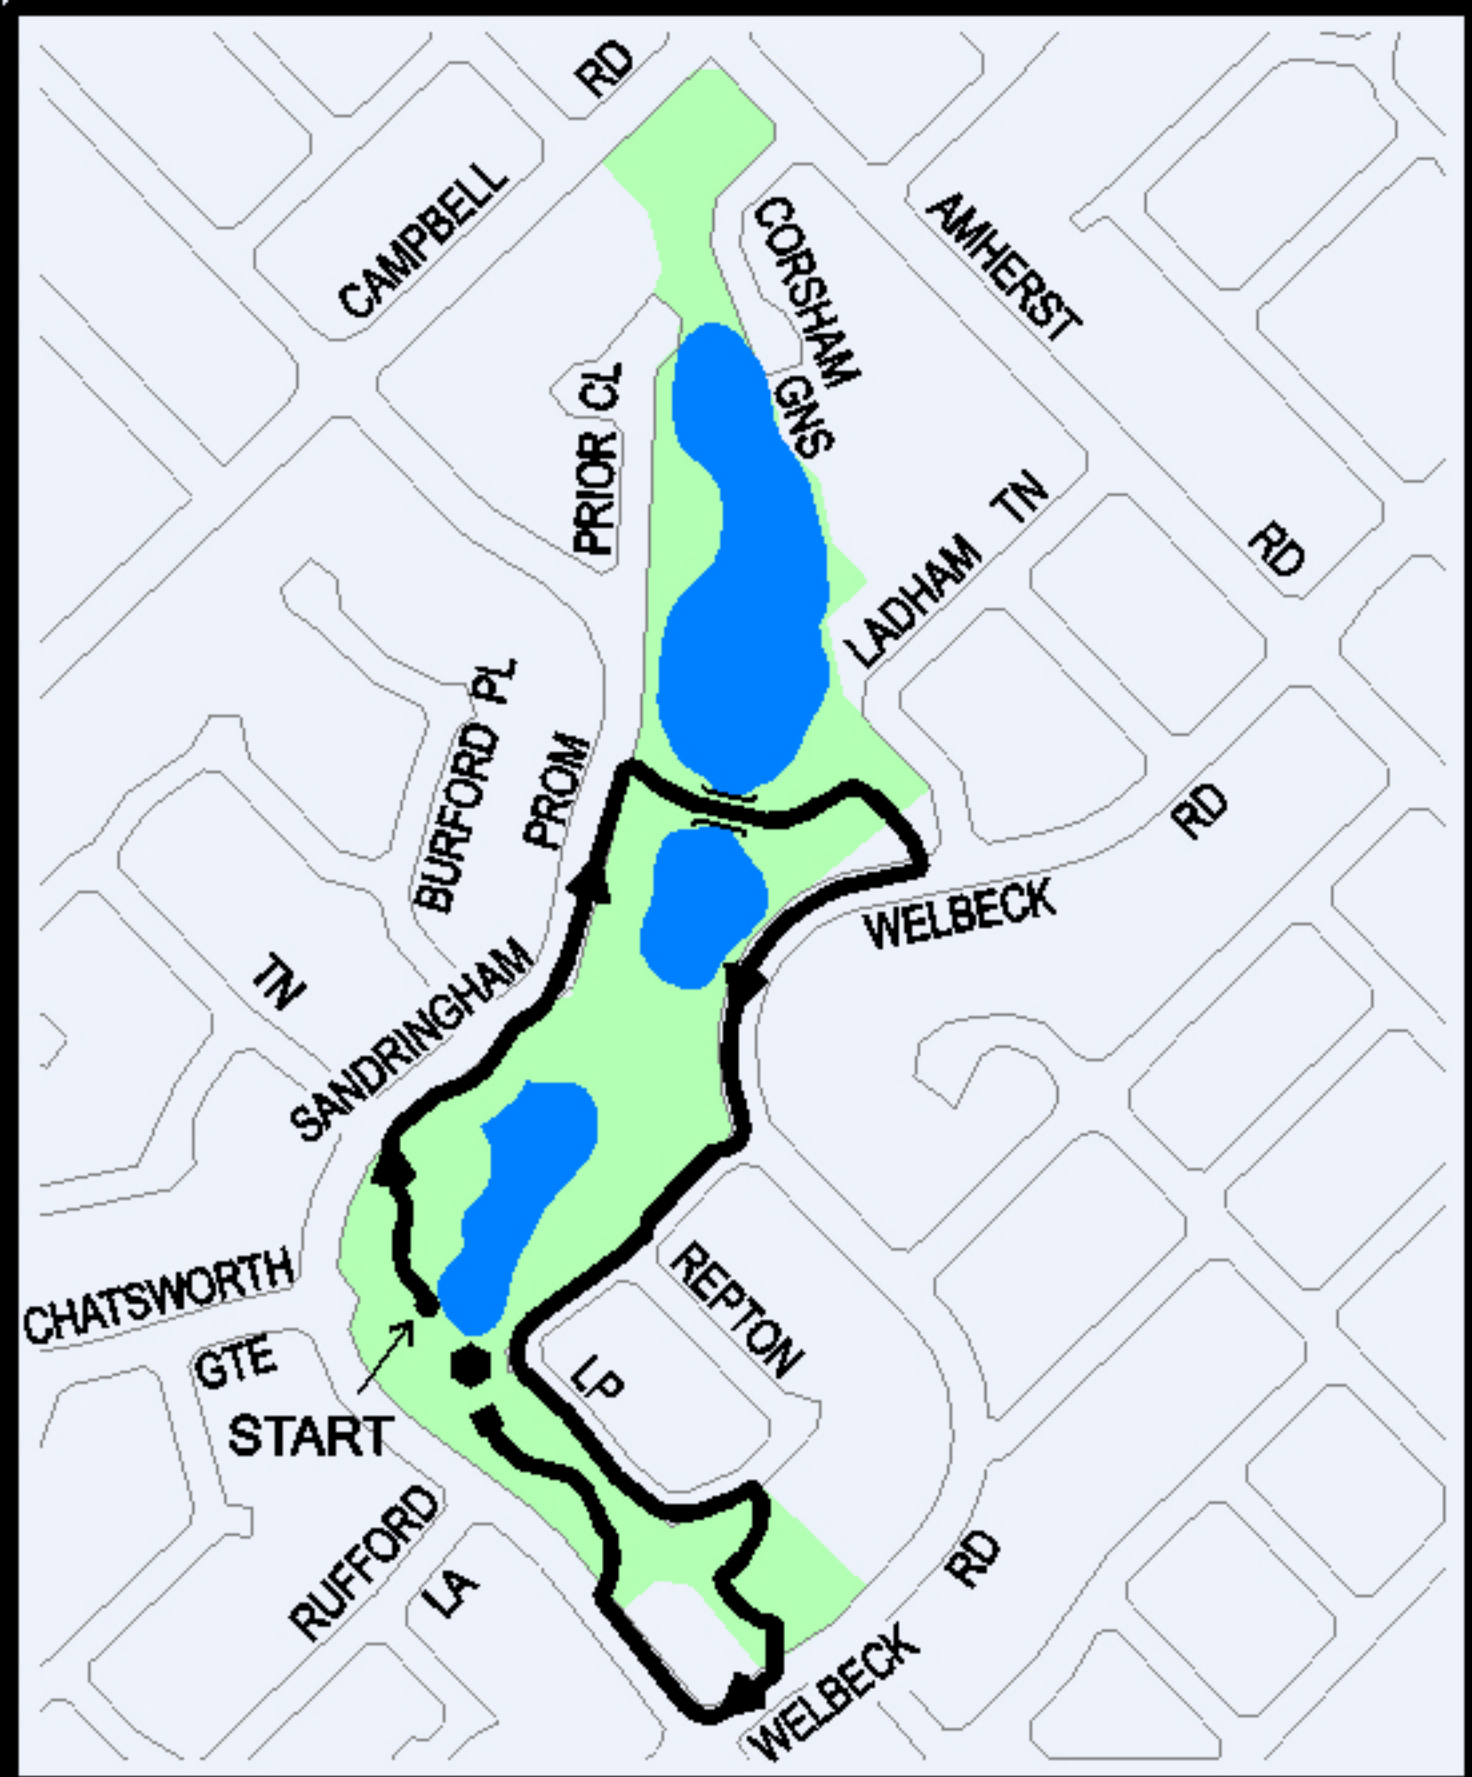 RD
CAMPBELL
CORSHAM
GNS
AMHERST
RD
PRIOR CL
LADHAM TN
BURFORD PL
PROM
RD
WELBECK
TN
SANDRINGHAM
CHATSWORTH
GTE
REPTON
LP
START
RUFFORD
LA
RD
WELBECK